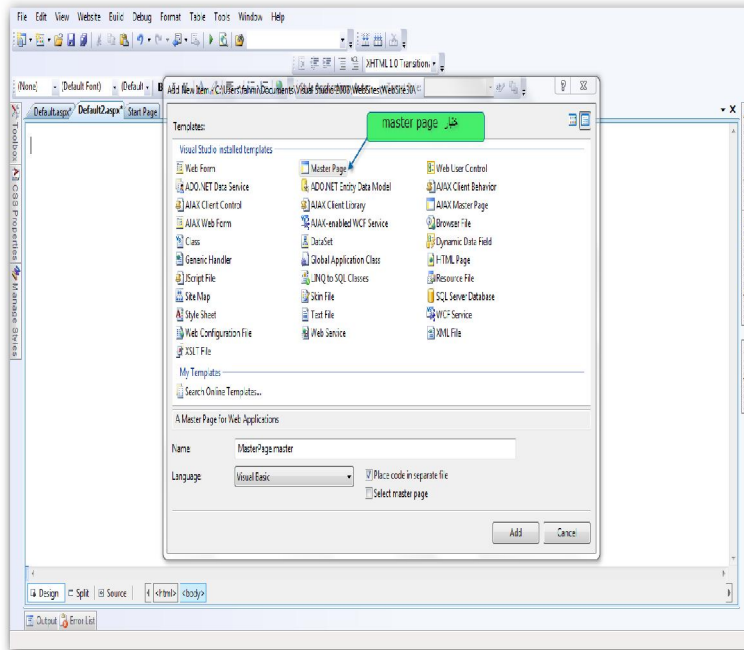 File Edit View Website Build Debug Format Table Tools Window Help
XHTML 1.0 Transition
(None) (Default Font) (Default B
Add New Item - C:\Users\fahmi\Documents\Visual Studio 2008\WebSites\WebSite30\
Default.aspx* Default2.aspx* Start Page
Toolbox
CSS Properties
Manage Styles
Templates:
master page ختار
Visual Studio installed templates
Web Form Master Page Web User Control
ADO.NET Data Service ADO.NET Entity Data Model AJAX Client Behavior
AJAX Client Control AJAX Client Library AJAX Master Page
AJAX Web Form AJAX-enabled WCF Service Browser File
Class DataSet Dynamic Data Field
Generic Handler Global Application Class HTML Page
JScript File LINQ to SQL Classes Resource File
Site Map Skin File SQL Server Database
Style Sheet Text File WCF Service
Web Configuration File Web Service XML File
XSLT File
My Templates
Search Online Templates...
A Master Page for Web Applications
Name: MasterPage.master
Language: Visual Basic Place code in separate file
Select master page
Add Cancel
Design Split Source <html> <body>
Output Error List